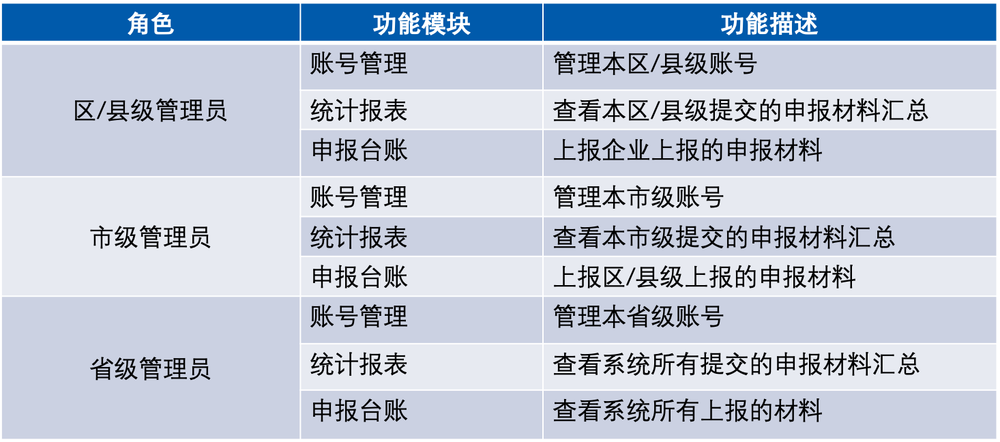 角色 功能模块 功能描述
区/县级管理员
账号管理 管理本区/县级账号
统计报表 查看本区/县级提交的申报材料汇总
申报台账 上报企业上报的申报材料
市级管理员
账号管理 管理本市级账号
统计报表 查看本市级提交的申报材料汇总
申报台账 上报区/县级上报的申报材料
省级管理员
账号管理 管理本省级账号
统计报表 查看系统所有提交的申报材料汇总
申报台账 查看系统所有上报的材料